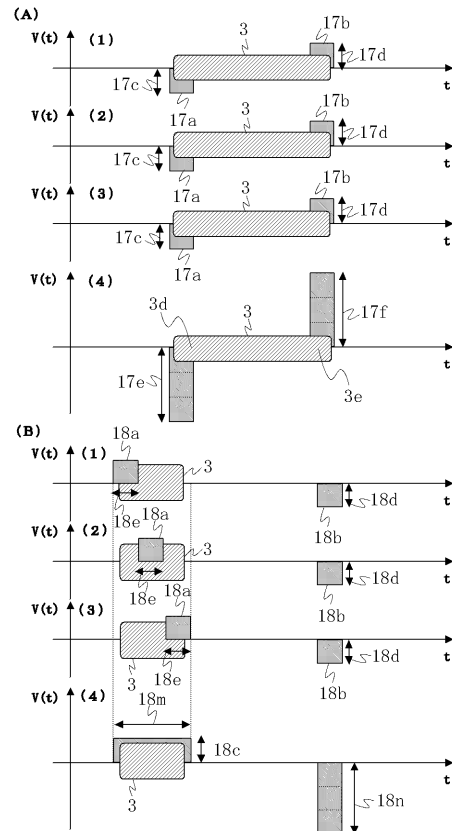 (A)
V(t) (1) 3 17b
17d
17c t
17a
V(t) (2) 3 17b
17d
17c t
17a
V(t) (3) 3 17b
17d
17c t
17a
V(t) (4) 3
3d 17f
t
17e 3e
(B)
18a
V(t) (1) 3
t
18e 18d
18b
V(t) (2) 18a 3
t
18e 18d
18b
V(t) (3) 18a
t
18e 18d
3 18b
V(t) (4) 18m
18c
t
3 18n